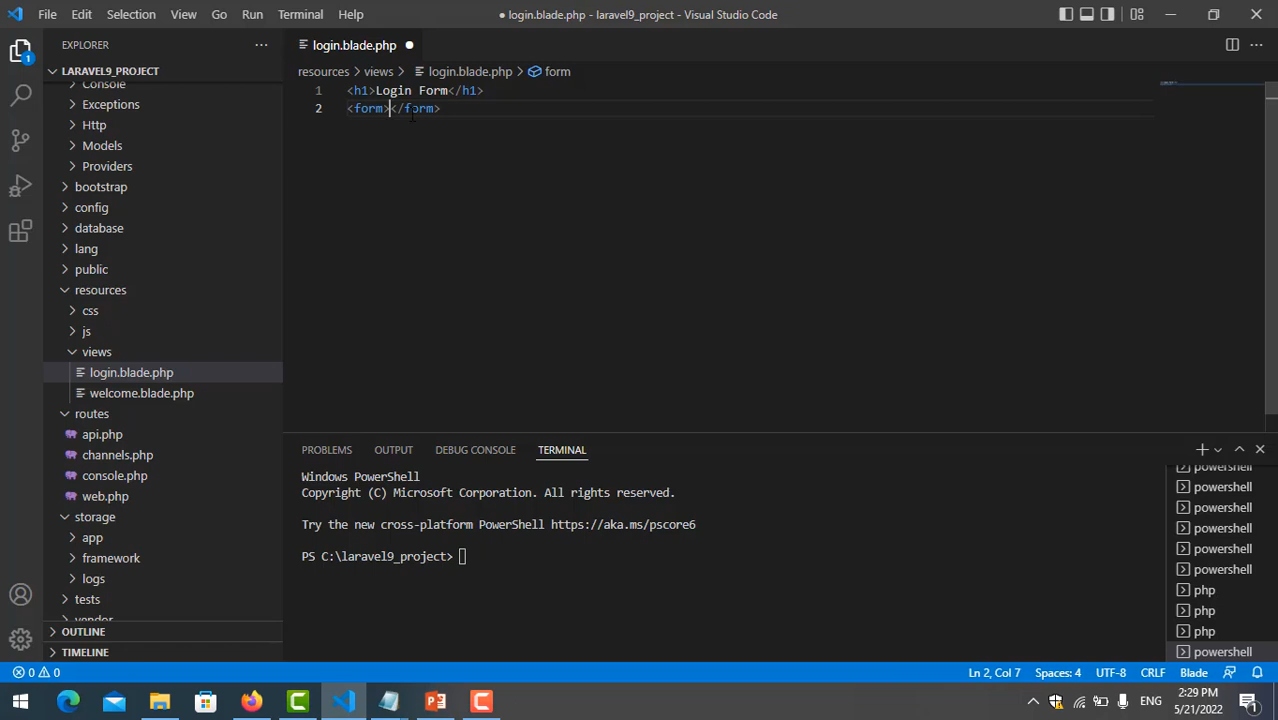 File Edit Selection View Go Run Terminal Help
● login.blade.php - laravel9_project - Visual Studio Code
EXPLORER
LARAVEL9_PROJECT
Console
Exceptions
Http
Models
Providers
bootstrap
config
database
lang
public
resources
css
js
views
login.blade.php
welcome.blade.php
routes
api.php
channels.php
console.php
web.php
storage
app
framework
logs
tests
vendor
OUTLINE
TIMELINE
login.blade.php ●
resources > views > login.blade.php > form
1 <h1>Login Form</h1>
2 <form></form>
PROBLEMS OUTPUT DEBUG CONSOLE TERMINAL
Windows PowerShell
Copyright (C) Microsoft Corporation. All rights reserved.
Try the new cross-platform PowerShell https://aka.ms/pscore6
PS C:\laravel9_project>
powershell
powershell
powershell
powershell
powershell
powershell
php
php
php
powershell
1
0 0
Ln 2, Col 7 Spaces: 4 UTF-8 CRLF Blade
ENG
2:29 PM
5/21/2022
1